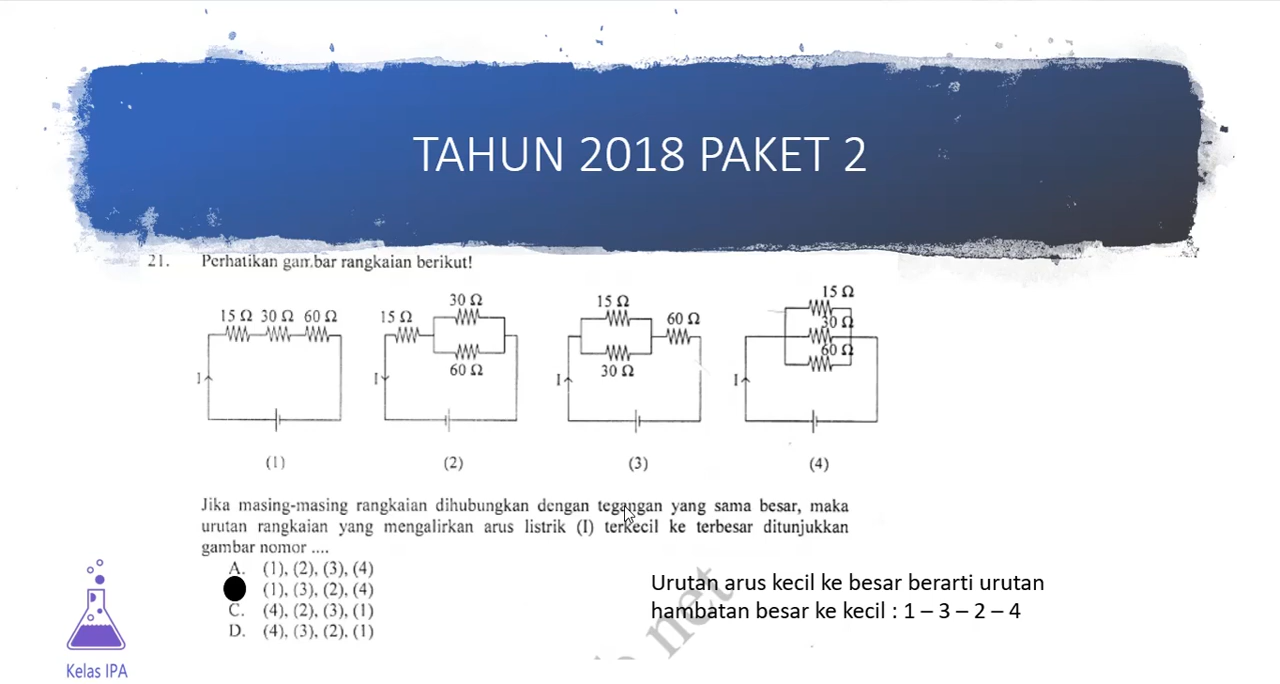 TAHUN 2018 PAKET 2
21. Perhatikan gambar rangkaian berikut!
15 Ω 30 Ω 60 Ω
I
(1)
15 Ω
30 Ω
60 Ω
I
(2)
15 Ω
60 Ω
30 Ω
I
(3)
15 Ω
30 Ω
60 Ω
I
(4)
Jika masing-masing rangkaian dihubungkan dengan tegangan yang sama besar, maka
urutan rangkaian yang mengalirkan arus listrik (I) terkecil ke terbesar ditunjukkan
gambar nomor ....
A. (1), (2), (3), (4)
(1), (3), (2), (4)
C. (4), (2), (3), (1)
D. (4), (3), (2), (1)
Urutan arus kecil ke besar berarti urutan
hambatan besar ke kecil : 1 – 3 – 2 – 4
net
Kelas IPA